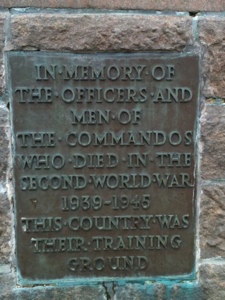 IN·MEMORY·OF
THE·OFFICERS·AND
MEN·OF
THE·COMMANDOS
WHO·DIED·IN·THE
SECOND·WORLD·WAR
1939-1945
THIS·COUNTRY·WAS
THEIR·TRAINING
GROUND